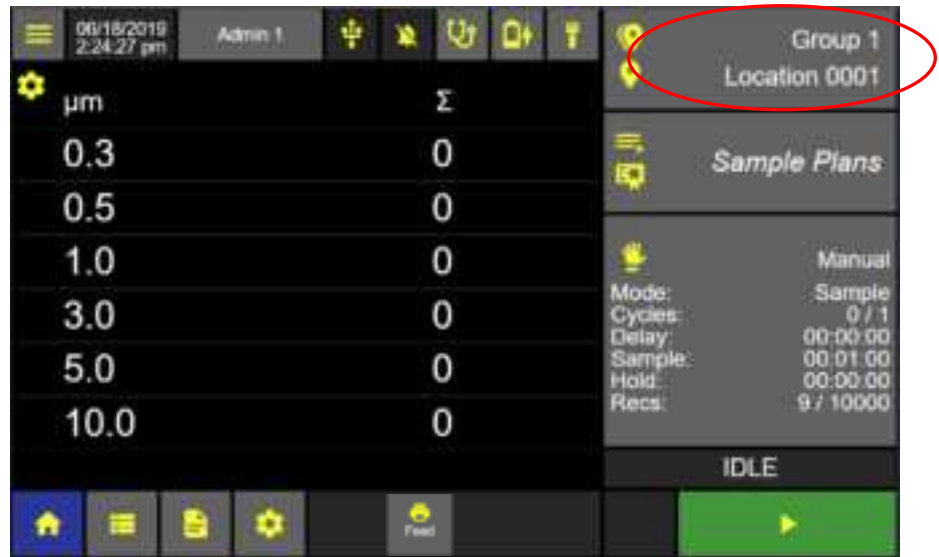 06/18/2019
2:24:27 pm
Admin 1
Group 1
Location 0001
µm Σ
0.3 0
0.5 0
1.0 0
3.0 0
5.0 0
10.0 0
Sample Plans
Manual
Mode: Sample
Cycles: 0 / 1
Delay: 00:00:00
Sample: 00:01:00
Hold: 00:00:00
Recs: 9 / 10000
IDLE
Feed